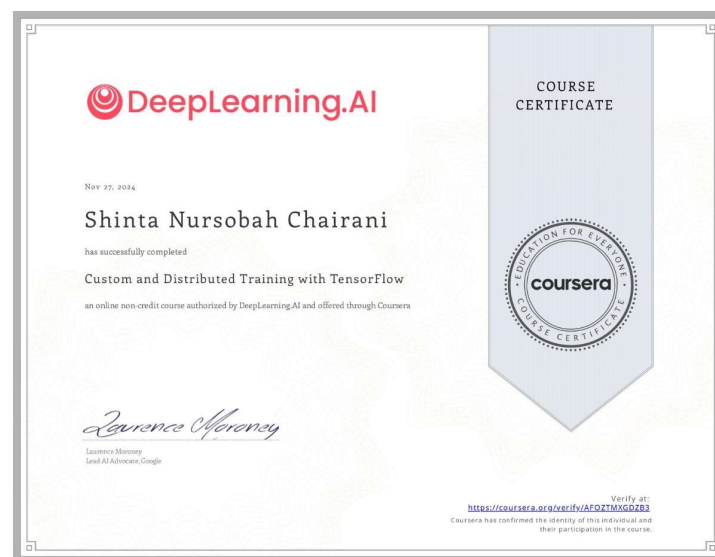 DeepLearning.AI
COURSE
CERTIFICATE
Nov 27, 2024
Shinta Nursobah Chairani
has successfully completed
Custom and Distributed Training with TensorFlow
an online non-credit course authorized by DeepLearning.AI and offered through Coursera
EDUCATION FOR EVERYONE
coursera
COURSE CERTIFICATE
Laurence Moroney
Laurence Moroney
Lead AI Advocate, Google
Verify at:
https://coursera.org/verify/AFOZTMXGDZB3
Coursera has confirmed the identity of this individual and
their participation in the course.